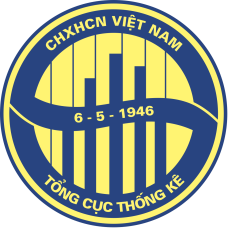 CHXHCN VIỆT NAM
6 - 5 - 1946
TỔNG CỤC THỐNG KÊ